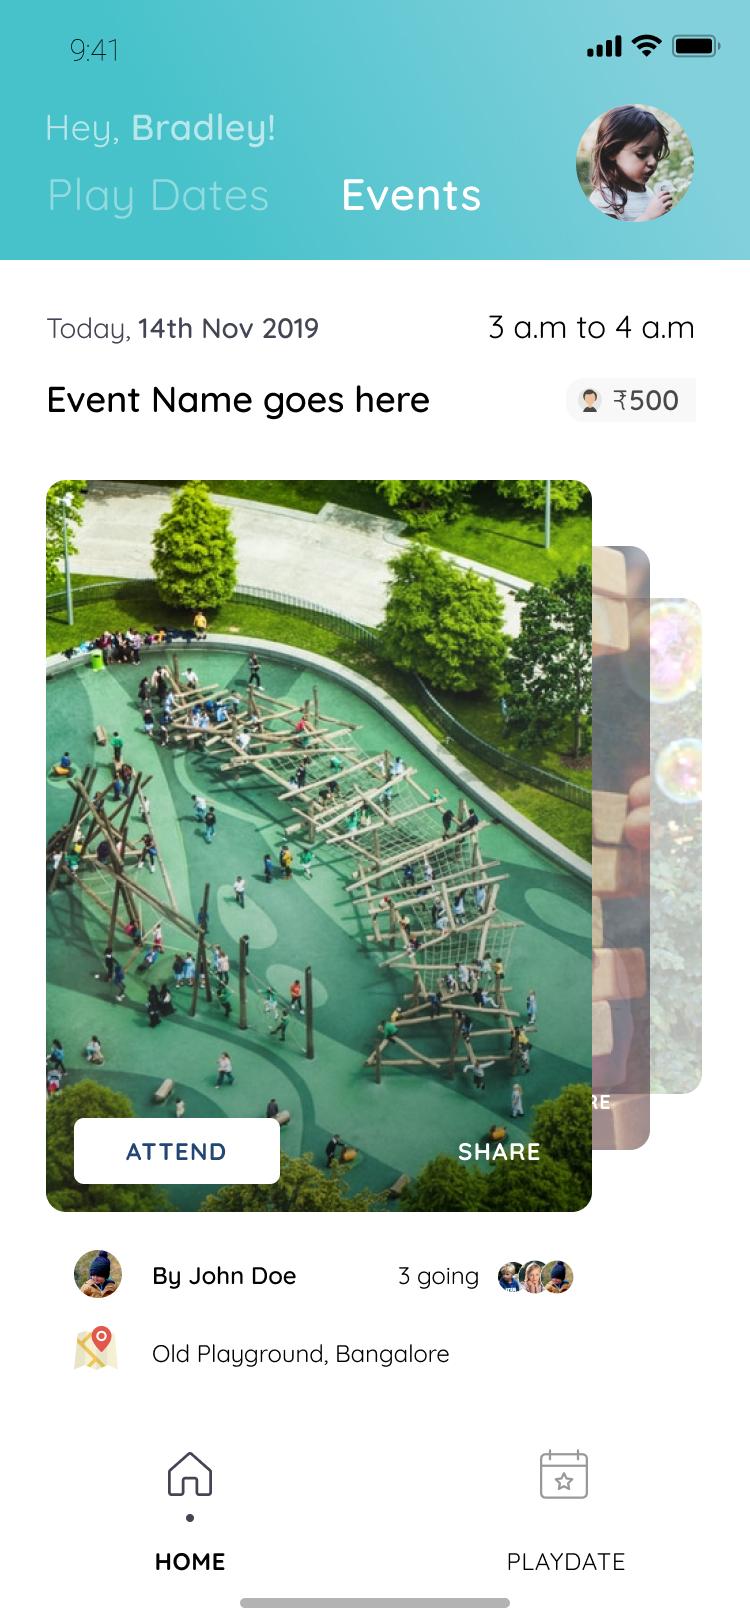 9:41
Hey, Bradley!
Play Dates Events
Today, 14th Nov 2019 3 a.m to 4 a.m
Event Name goes here ₹500
RE
ATTEND SHARE
By John Doe 3 going
Old Playground, Bangalore
HOME PLAYDATE